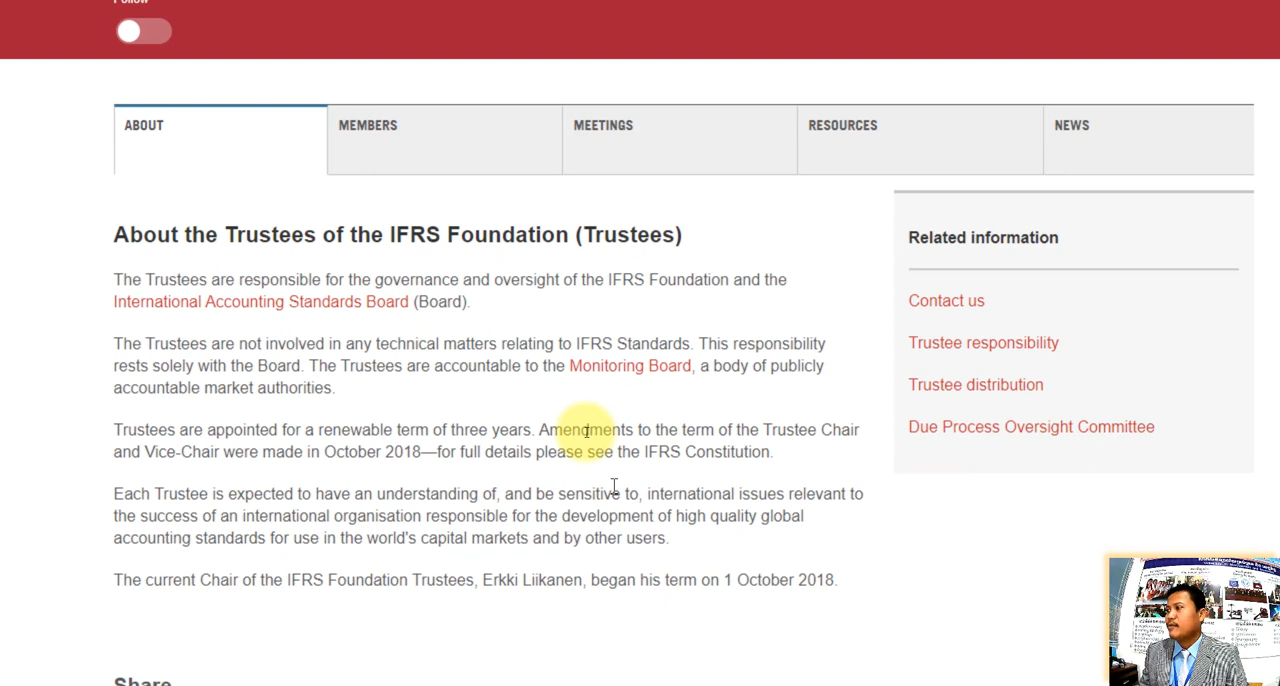 Follow
ABOUT
MEMBERS
MEETINGS
RESOURCES
NEWS
About the Trustees of the IFRS Foundation (Trustees)
The Trustees are responsible for the governance and oversight of the IFRS Foundation and the
International Accounting Standards Board (Board).
The Trustees are not involved in any technical matters relating to IFRS Standards. This responsibility
rests solely with the Board. The Trustees are accountable to the Monitoring Board, a body of publicly
accountable market authorities.
Trustees are appointed for a renewable term of three years. Amendments to the term of the Trustee Chair
and Vice-Chair were made in October 2018—for full details please see the IFRS Constitution.
Each Trustee is expected to have an understanding of, and be sensitive to, international issues relevant to
the success of an international organisation responsible for the development of high quality global
accounting standards for use in the world's capital markets and by other users.
The current Chair of the IFRS Foundation Trustees, Erkki Liikanen, began his term on 1 October 2018.
Share
Related information
Contact us
Trustee responsibility
Trustee distribution
Due Process Oversight Committee